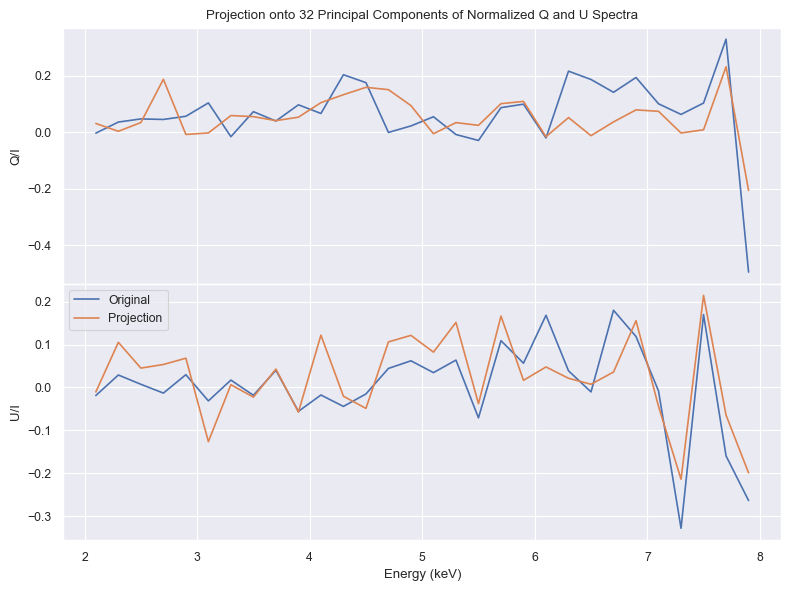 Projection onto 32 Principal Components of Normalized Q and U Spectra
0.2
0.0
−0.2
−0.4
Q/I
Original
Projection
0.2
0.1
0.0
−0.1
−0.2
−0.3
U/I
2 3 4 5 6 7 8
Energy (keV)